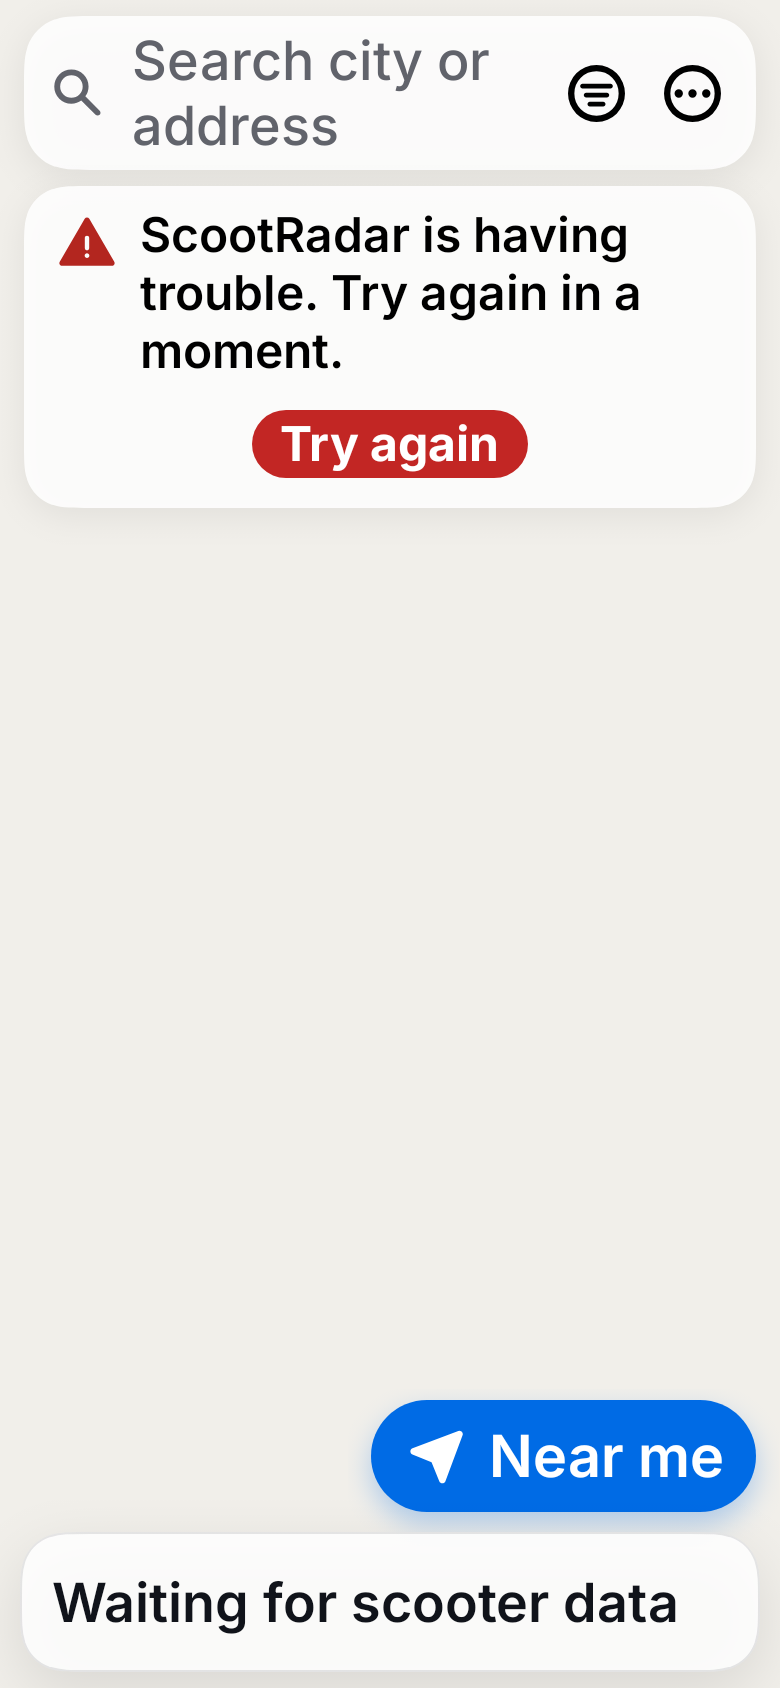 Search city or
address
ScootRadar is having
trouble. Try again in a
moment.
Try again
Near me
Waiting for scooter data